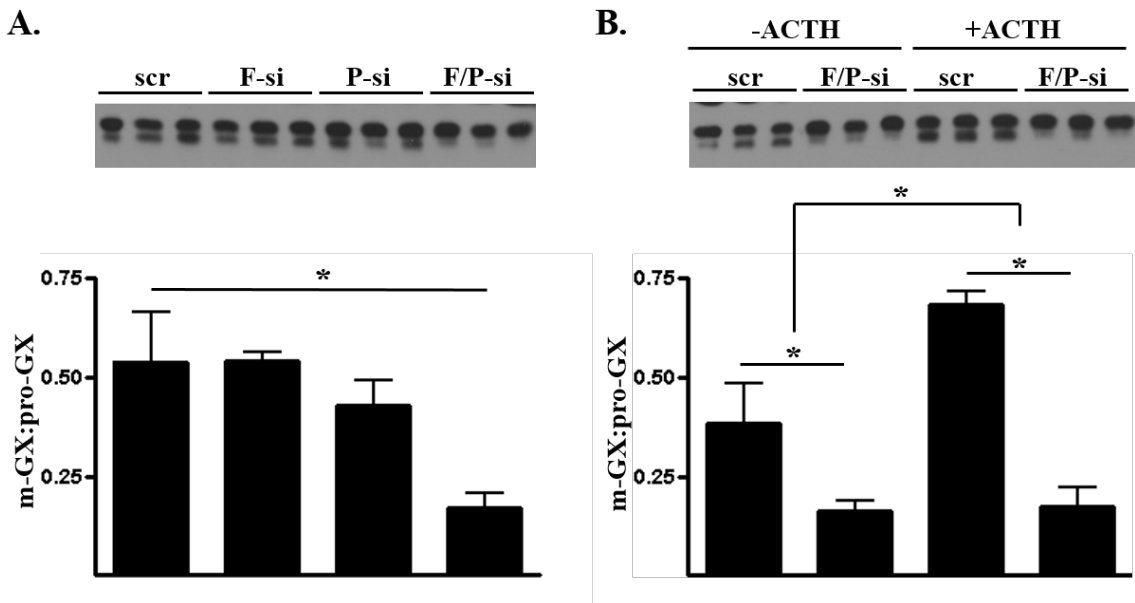 A.
scr F-si P-si F/P-si
*
0.75
0.50
0.25
m-GX:pro-GX
B.
-ACTH +ACTH
scr F/P-si scr F/P-si
*
*
*
0.75
0.50
0.25
m-GX:pro-GX